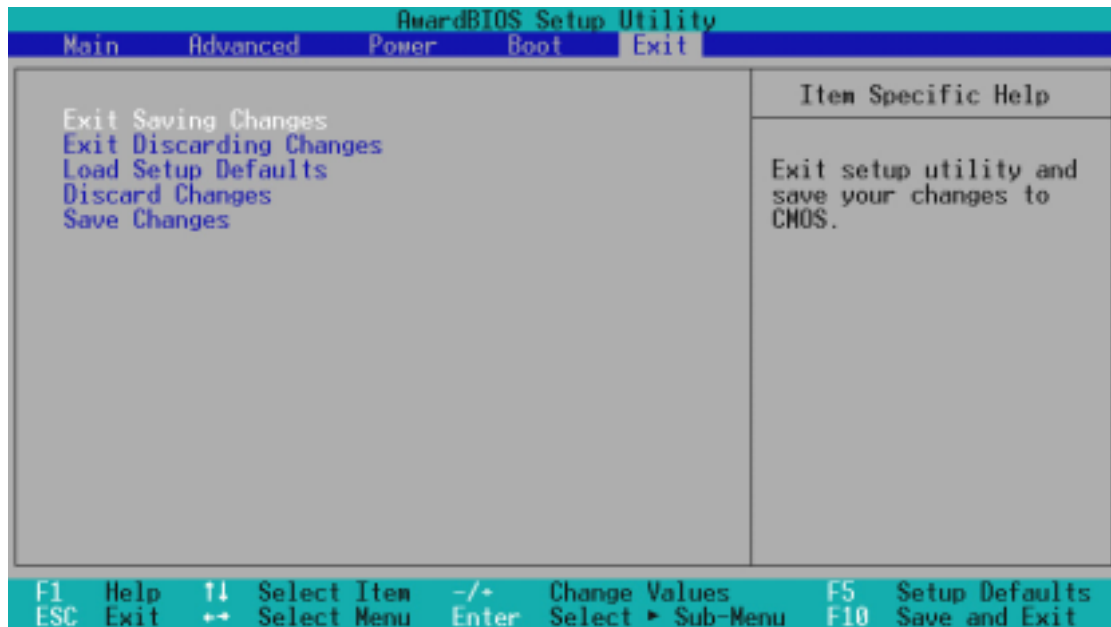 AwardBIOS Setup Utility
Main Advanced Power Boot Exit
Exit Saving Changes
Exit Discarding Changes
Load Setup Defaults
Discard Changes
Save Changes
Item Specific Help
Exit setup utility and
save your changes to
CMOS.
F1 Help ↑↓ Select Item -/+ Change Values F5 Setup Defaults
ESC Exit ←→ Select Menu Enter Select ► Sub-Menu F10 Save and Exit